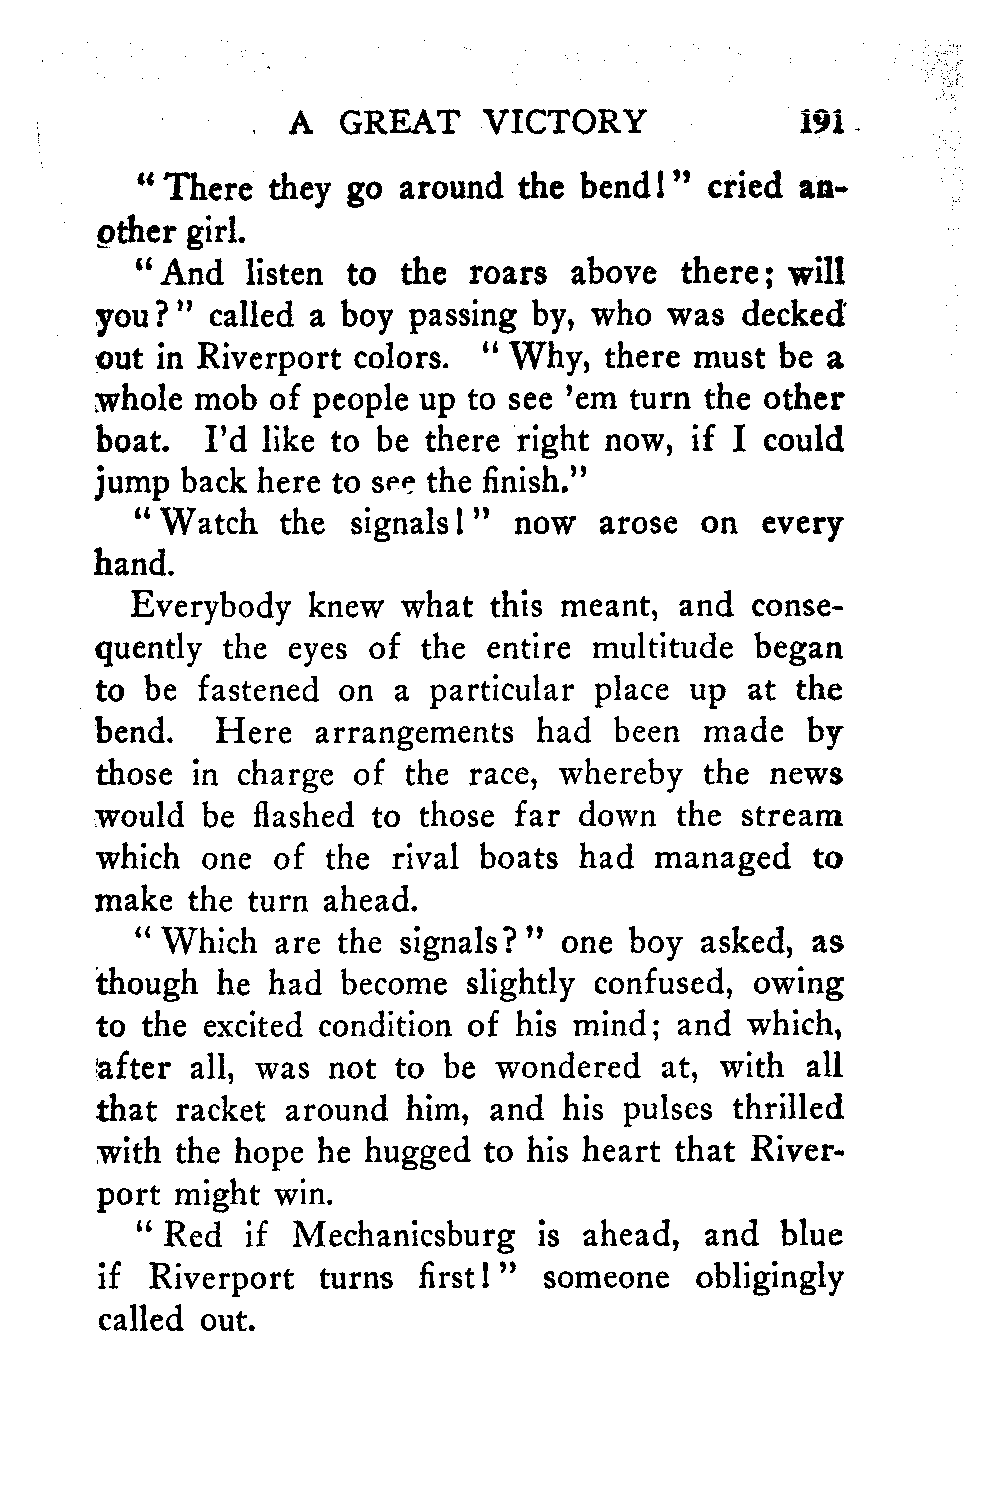 A GREAT VICTORY 191
“There they go around the bend!” cried an-
other girl.
“And listen to the roars above there; will
you?” called a boy passing by, who was decked
out in Riverport colors. “Why, there must be a
whole mob of people up to see ’em turn the other
boat. I’d like to be there right now, if I could
jump back here to see the finish.”
“Watch the signals!” now arose on every
hand.
Everybody knew what this meant, and conse-
quently the eyes of the entire multitude began
to be fastened on a particular place up at the
bend. Here arrangements had been made by
those in charge of the race, whereby the news
would be flashed to those far down the stream
which one of the rival boats had managed to
make the turn ahead.
“Which are the signals?” one boy asked, as
though he had become slightly confused, owing
to the excited condition of his mind; and which,
after all, was not to be wondered at, with all
that racket around him, and his pulses thrilled
with the hope he hugged to his heart that River-
port might win.
“Red if Mechanicsburg is ahead, and blue
if Riverport turns first!” someone obligingly
called out.